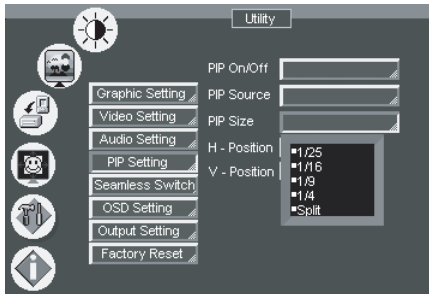 Utility
PIP On/Off
Graphic Setting
PIP Source
Video Setting
PIP Size
Audio Setting
H - Position
PIP Setting
V - Position
Seamless Switch
OSD Setting
Output Setting
Factory Reset
1/25
1/16
1/9
1/4
Split